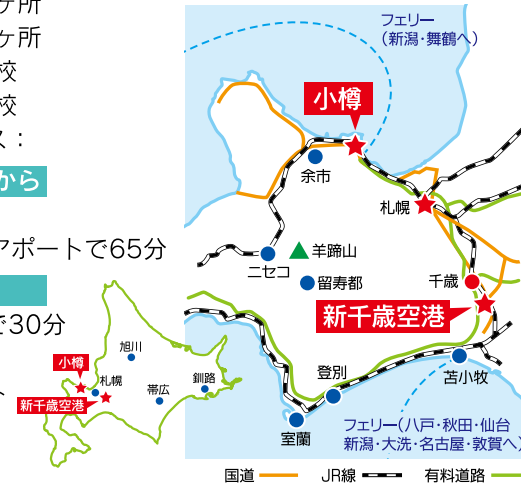 ヶ所
ヶ所
校
校
ス：
から
アポートで65分
で30分
フェリー
（新潟・舞鶴へ）
小樽
余市
札幌
羊蹄山
ニセコ
留寿都
千歳
新千歳空港
登別
苫小牧
室蘭
フェリー（八戸・秋田・仙台
新潟・大洗・名古屋・敦賀へ）
旭川
小樽
札幌
帯広
釧路
新千歳空港
国道
JR線
有料道路